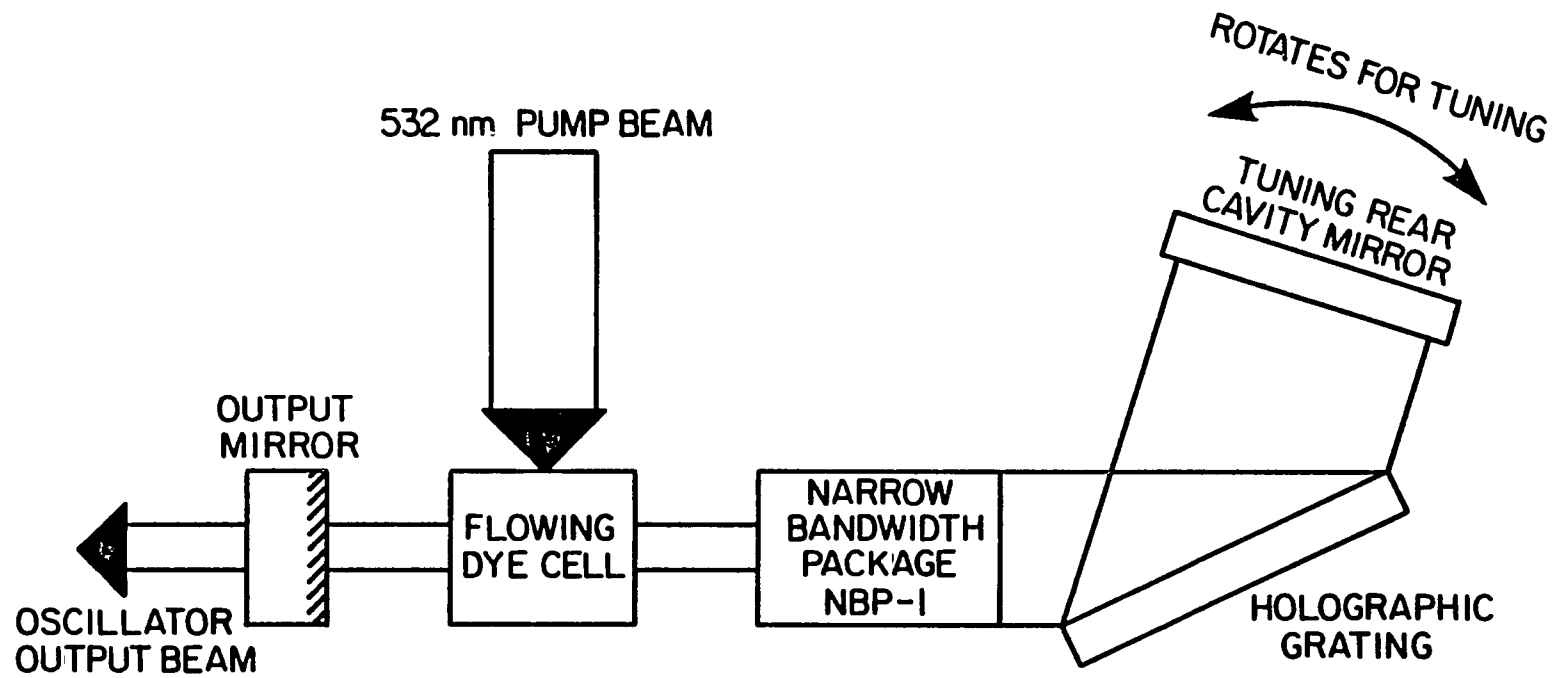 ROTATES FOR TUNING
532 nm PUMP BEAM
TUNING REAR
CAVITY MIRROR
OUTPUT
MIRROR
FLOWING
DYE CELL
NARROW
BANDWIDTH
PACKAGE
NBP-1
OSCILLATOR
OUTPUT BEAM
HOLOGRAPHIC
GRATING